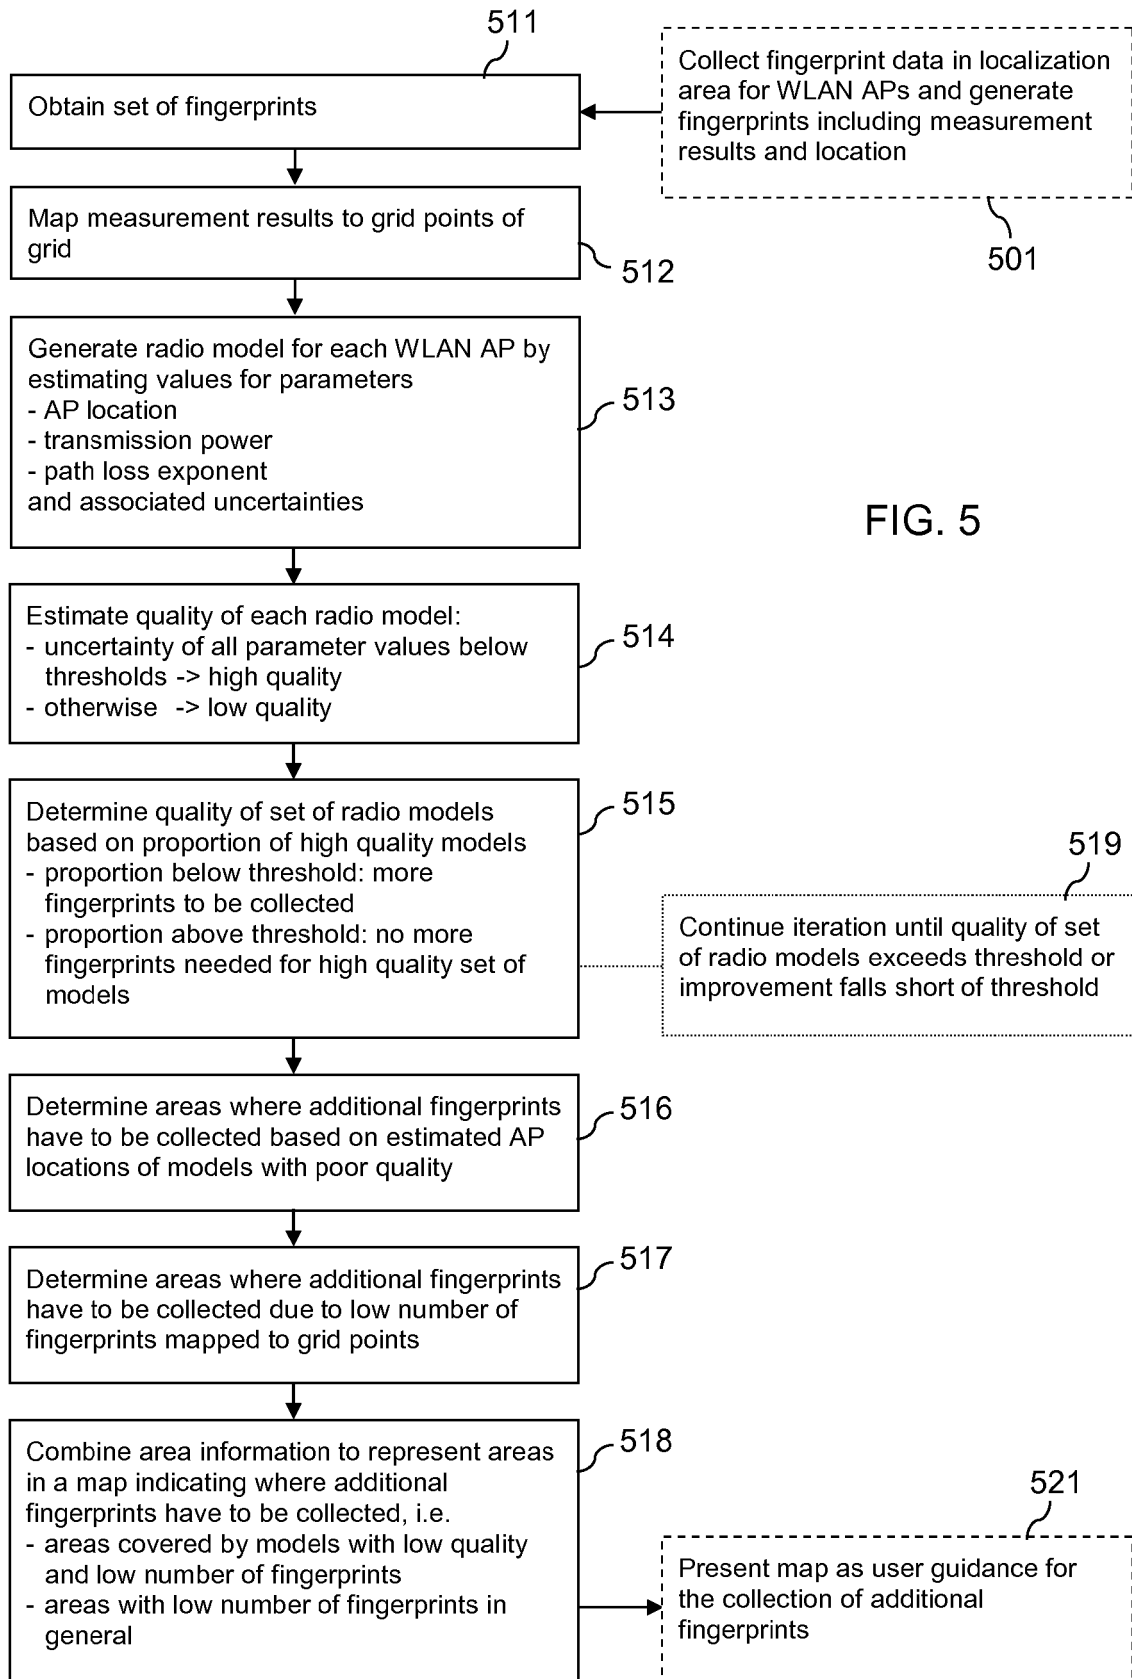 511
Obtain set of fingerprints
Collect fingerprint data in localization
area for WLAN APs and generate
fingerprints including measurement
results and location
501
Map measurement results to grid points of
grid
512
Generate radio model for each WLAN AP by
estimating values for parameters
- AP location
- transmission power
- path loss exponent
and associated uncertainties
513
FIG. 5
Estimate quality of each radio model:
- uncertainty of all parameter values below
thresholds -> high quality
- otherwise -> low quality
514
Determine quality of set of radio models
based on proportion of high quality models
- proportion below threshold: more
fingerprints to be collected
- proportion above threshold: no more
fingerprints needed for high quality set of
models
515
519
Continue iteration until quality of set
of radio models exceeds threshold or
improvement falls short of threshold
Determine areas where additional fingerprints
have to be collected based on estimated AP
locations of models with poor quality
516
Determine areas where additional fingerprints
have to be collected due to low number of
fingerprints mapped to grid points
517
Combine area information to represent areas
in a map indicating where additional
fingerprints have to be collected, i.e.
- areas covered by models with low quality
and low number of fingerprints
- areas with low number of fingerprints in
general
518
521
Present map as user guidance for
the collection of additional
fingerprints